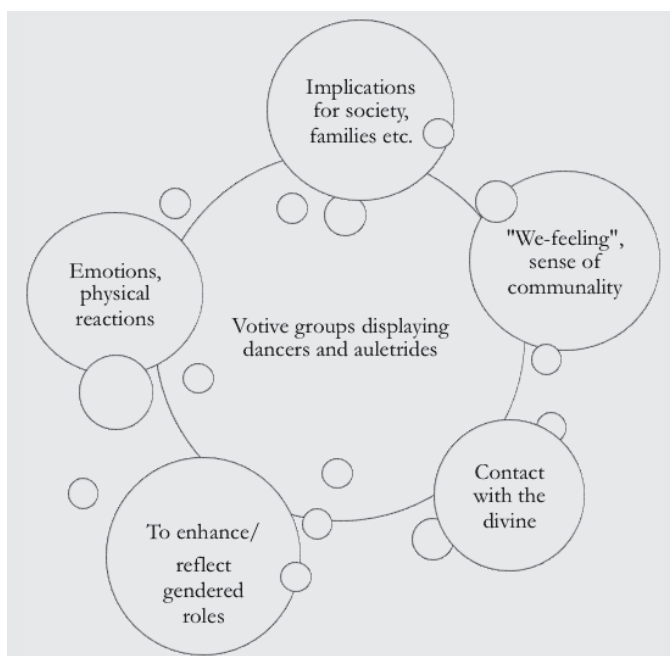 Implications
for society,
families etc.
"We-feeling",
sense of
communality
Emotions,
physical
reactions
Votive groups displaying
dancers and auletrides
Contact
with the
divine
To enhance/
reflect
gendered
roles